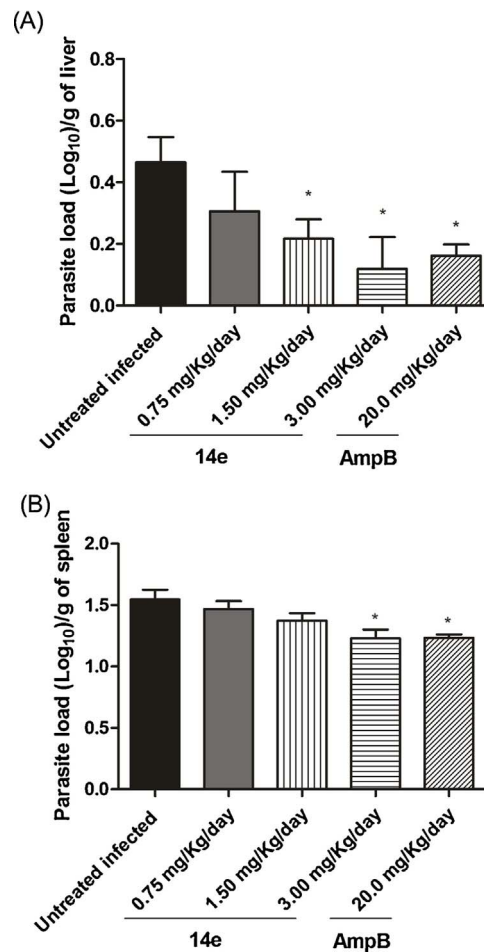 (A)
Parasite load (Log10)/g of liver
0.8
0.6
0.4
0.2
0.0
*
*
*
Untreated infected
0.75 mg/Kg/day
1.50 mg/Kg/day
3.00 mg/Kg/day
20.0 mg/Kg/day
14e
AmpB
(B)
Parasite load (Log10)/g of spleen
2.0
1.5
1.0
0.5
0.0
*
*
Untreated infected
0.75 mg/Kg/day
1.50 mg/Kg/day
3.00 mg/Kg/day
20.0 mg/Kg/day
14e
AmpB